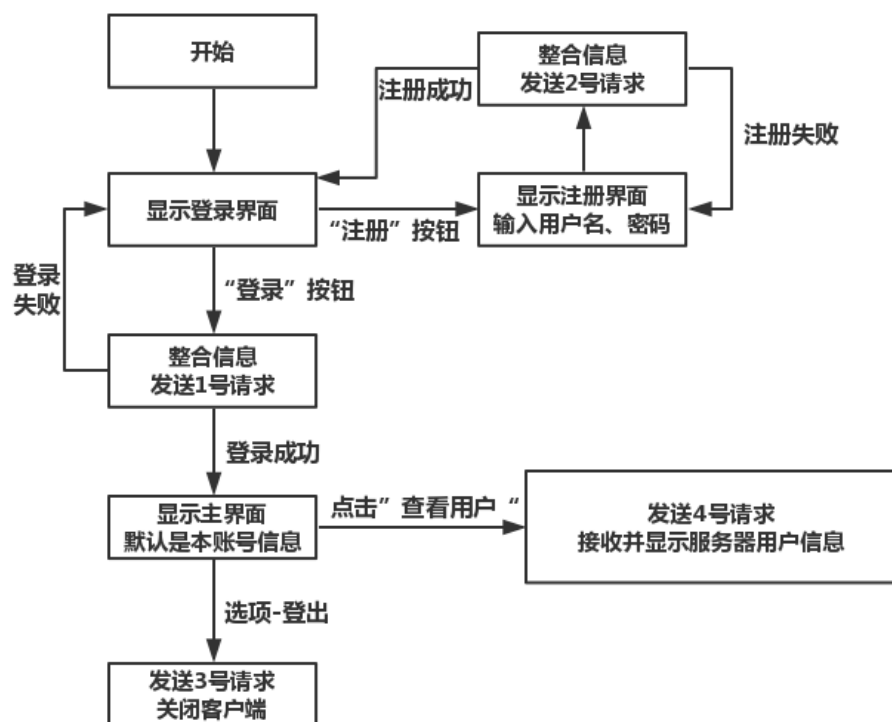 开始
整合信息
发送2号请求
注册成功
注册失败
显示登录界面
“注册”按钮
显示注册界面
输入用户名、密码
登录
失败
“登录”按钮
整合信息
发送1号请求
登录成功
显示主界面
默认是本账号信息
点击”查看用户“
发送4号请求
接收并显示服务器用户信息
选项-登出
发送3号请求
关闭客户端